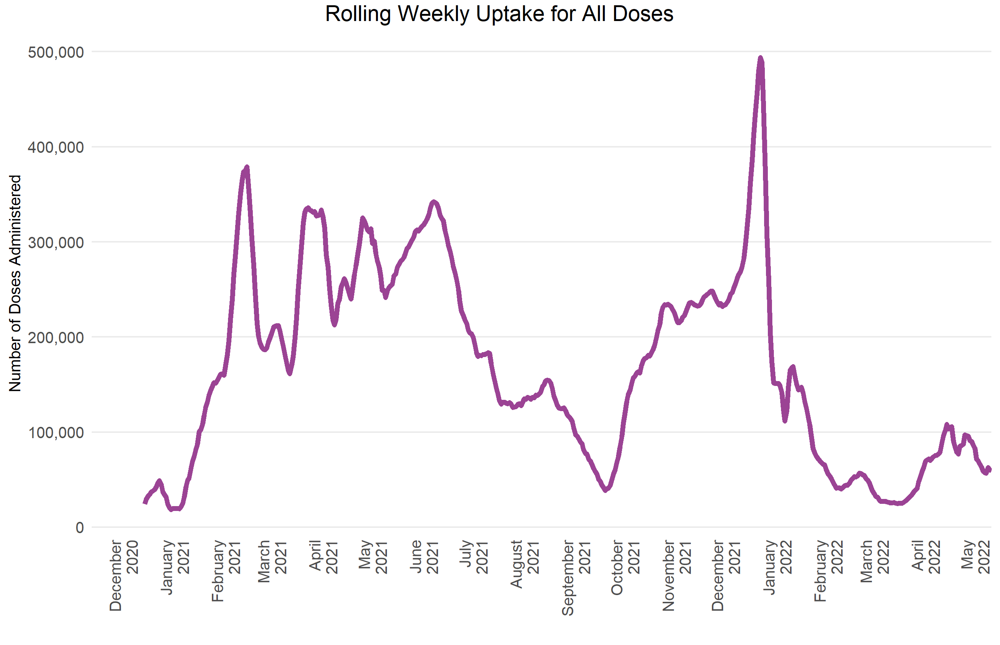 Rolling Weekly Uptake for All Doses
Number of Doses Administered
500,000
400,000
300,000
200,000
100,000
0
December
2020
January
2021
February
2021
March
2021
April
2021
May
2021
June
2021
July
2021
August
2021
September
2021
October
2021
November
2021
December
2021
January
2022
February
2022
March
2022
April
2022
May
2022